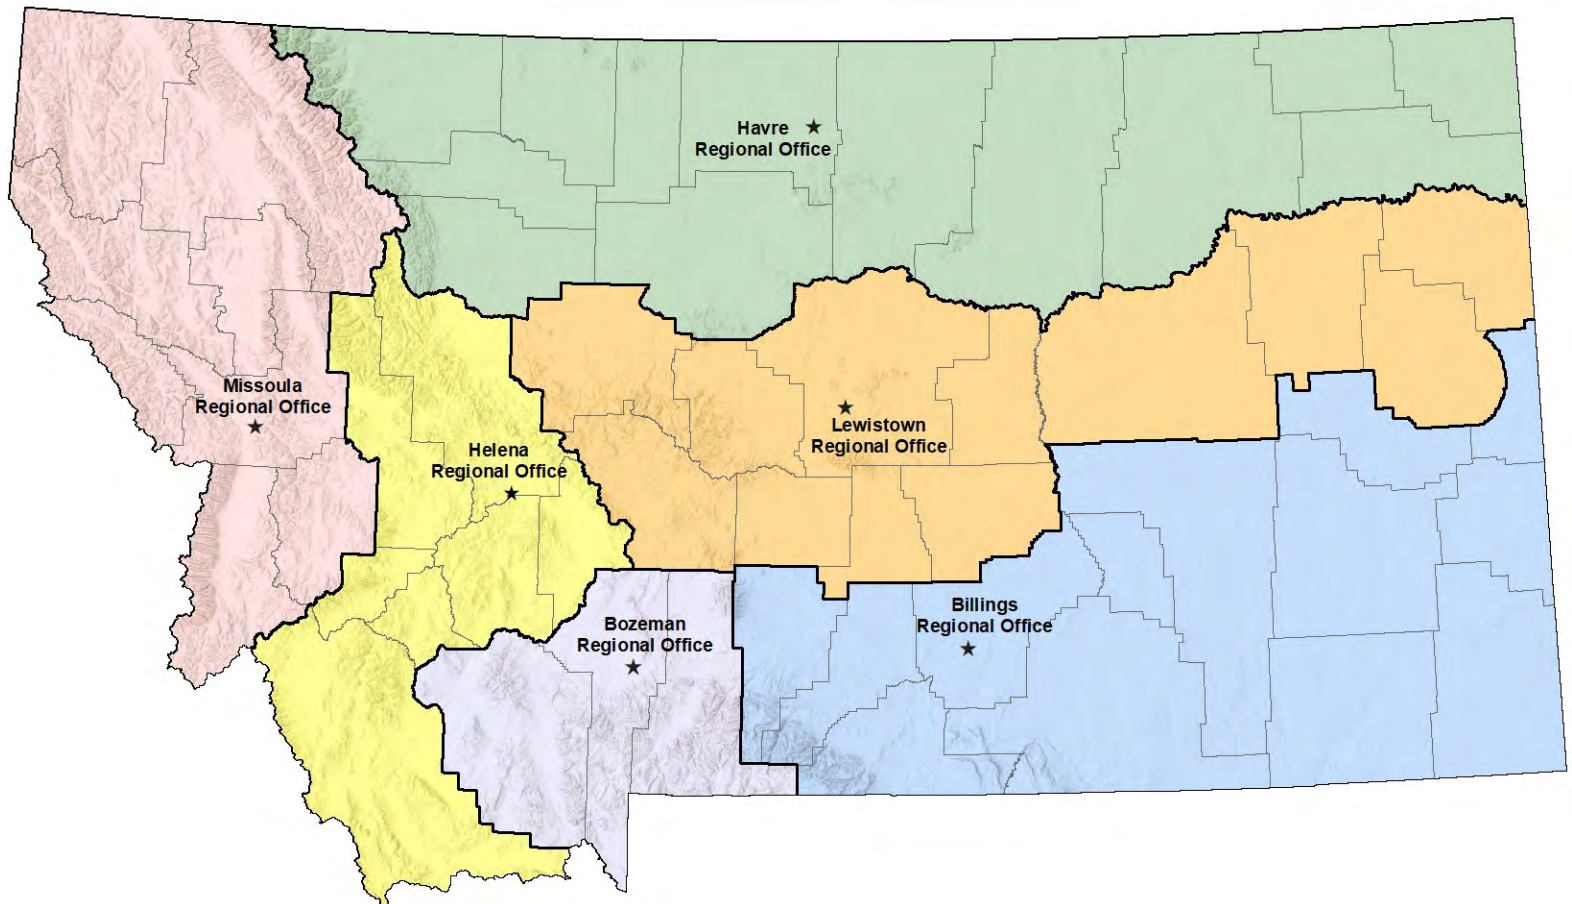 Havre
Regional Office
Missoula
Regional Office
Lewistown
Regional Office
Helena
Regional Office
Billings
Regional Office
Bozeman
Regional Office